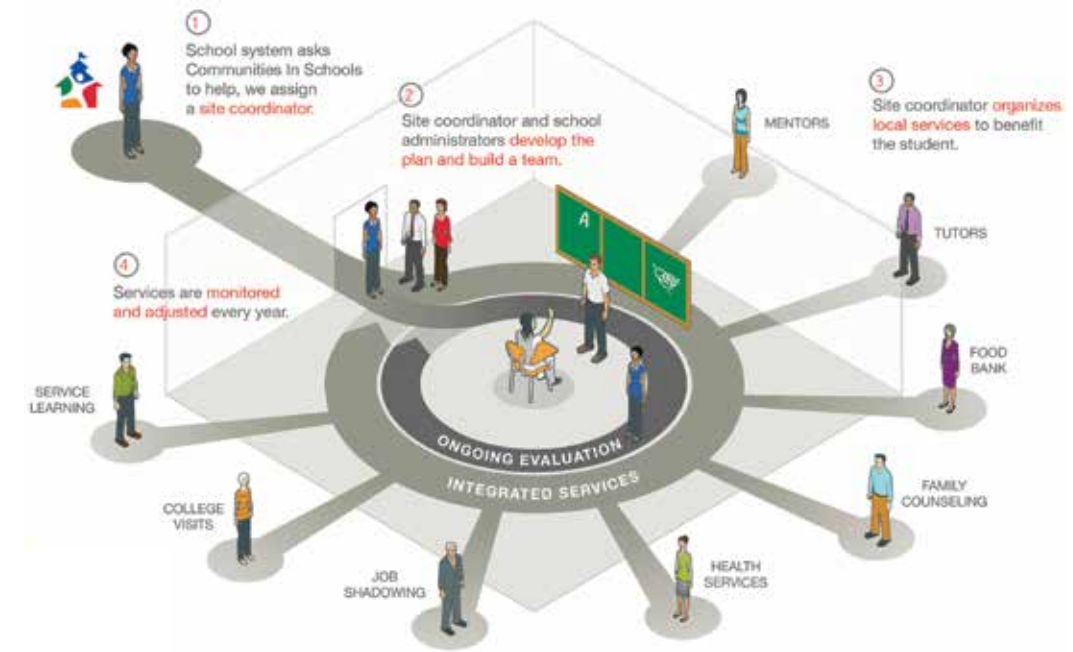 1
School system asks
Communities In Schools
to help, we assign
a site coordinator.
2
Site coordinator and school
administrators develop the
plan and build a team.
3
Site coordinator organizes
local services to benefit
the student.
4
Services are monitored
and adjusted every year.
MENTORS
TUTORS
FOOD
BANK
FAMILY
COUNSELING
HEALTH
SERVICES
JOB
SHADOWING
COLLEGE
VISITS
SERVICE
LEARNING
A
ONGOING EVALUATION
INTEGRATED SERVICES